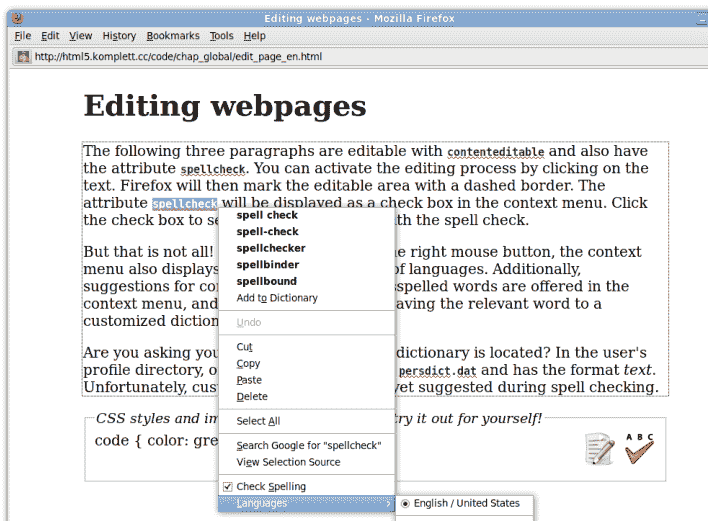 Editing webpages - Mozilla Firefox
File Edit View History Bookmarks Tools Help
http://html5.komplett.cc/code/chap_global/edit_page_en.html
Editing webpages
The following three paragraphs are editable with contenteditable and also have
the attribute spellcheck. You can activate the editing process by clicking on the
text. Firefox will then mark the editable area with a dashed border. The
attribute spellcheck will be displayed as a check box in the context menu. Click
the check box to se th the spell check.
But that is not all! e right mouse button, the context
menu also displays of languages. Additionally,
suggestions for cor sspelled words are offered in the
context menu, and aving the relevant word to a
customized diction
Are you asking you dictionary is located? In the user's
profile directory, o persdict.dat and has the format text.
Unfortunately, cus yet suggested during spell checking.
CSS styles and im try it out for yourself!
code { color: gre
A B C
spell check
spell-check
spellchecker
spellbinder
spellbound
Add to Dictionary
Undo
Cut
Copy
Paste
Delete
Select All
Search Google for "spellcheck"
View Selection Source
Check Spelling
Languages
English / United States